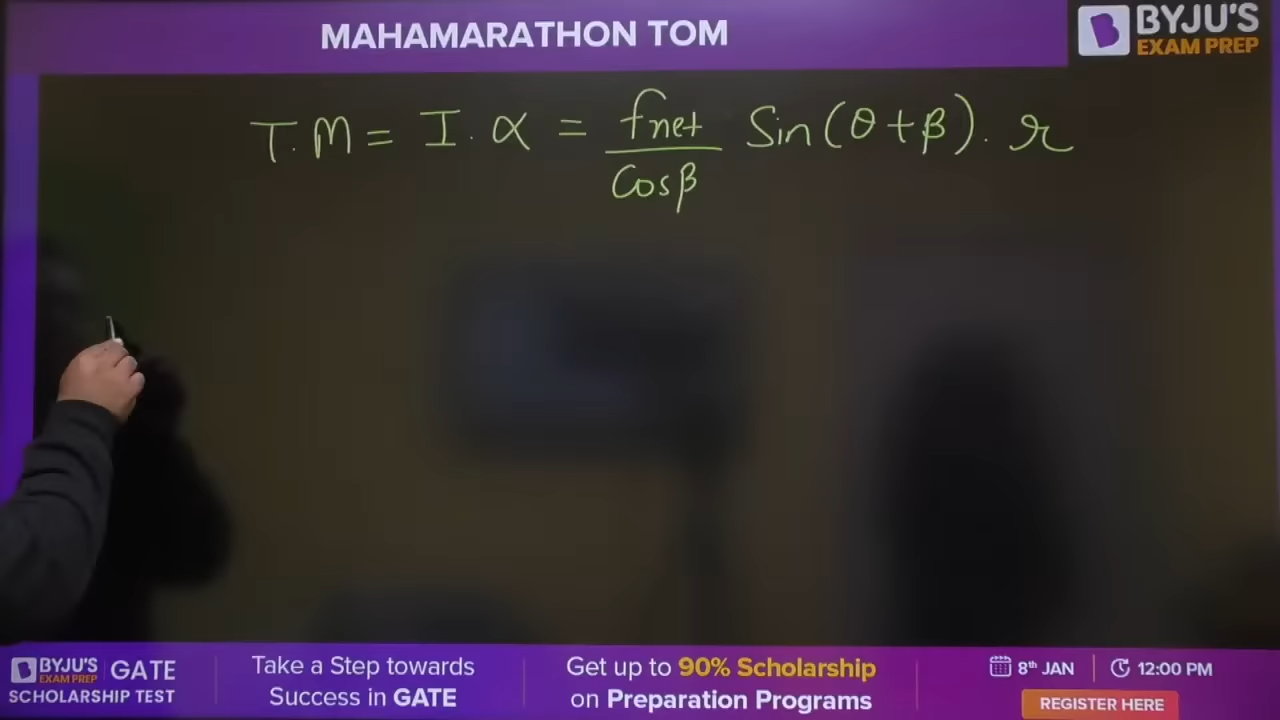 MAHAMARATHON TOM
BYJU'S
EXAM PREP
T.M = I.α = fnet/cosβ Sin(θ+β).r
BYJU'S EXAM PREP | GATE
SCHOLARSHIP TEST
Take a Step towards
Success in GATE
Get up to 90% Scholarship
on Preparation Programs
8th JAN | 12:00 PM
REGISTER HERE